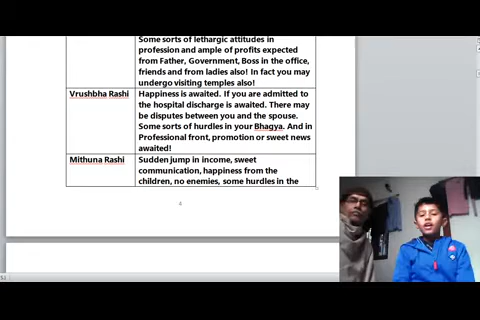 Some sorts of lethargic attitudes in
profession and ample of profits expected
from Father, Government, Boss in the office,
friends and from ladies also! In fact you may
undergo visiting temples also!
Vrushbha Rashi
Happiness is awaited. If you are admitted to
the hospital discharge is awaited. There may
be disputes between you and the spouse.
Some sorts of hurdles in your Bhagya. And in
Professional front, promotion or sweet news
awaited!
Mithuna Rashi
Sudden jump in income, sweet
communication, happiness from the
children, no enemies, some hurdles in the